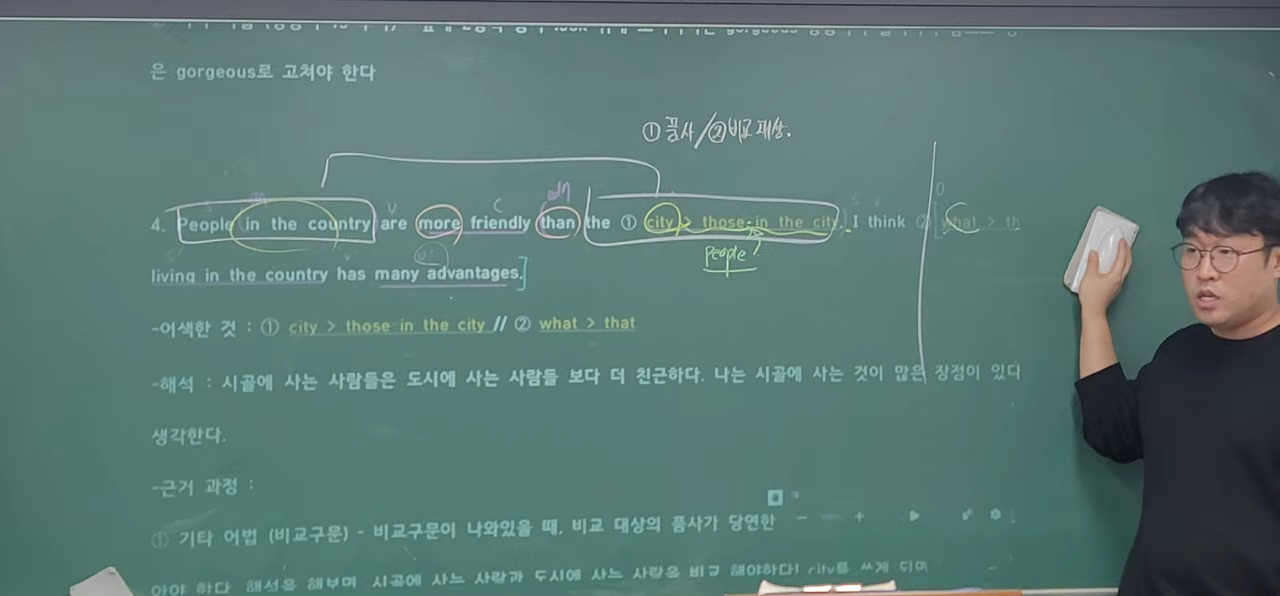 은 gorgeous로 고쳐야 한다
① 품사/② 비교 대상.
adv
s v c s v o
4. People in the country are more friendly than the ① city > those in the city. I think ② what > th
people
living in the country has many advantages.
-어색한 것 : ① city > those in the city // ② what > that
-해석 : 시골에 사는 사람들은 도시에 사는 사람들 보다 더 친근하다. 나는 시골에 사는 것이 많은 장점이 있다
생각한다.
-근거 과정 :
① 기타 어법 (비교구문) - 비교구문이 나와있을 때, 비교 대상의 품사가 당연한
아야 한다. 해석을 해보면, 시골에 사는 사람과 도시에 사는 사람을 비교 해야한다! city를 쓰게 되면